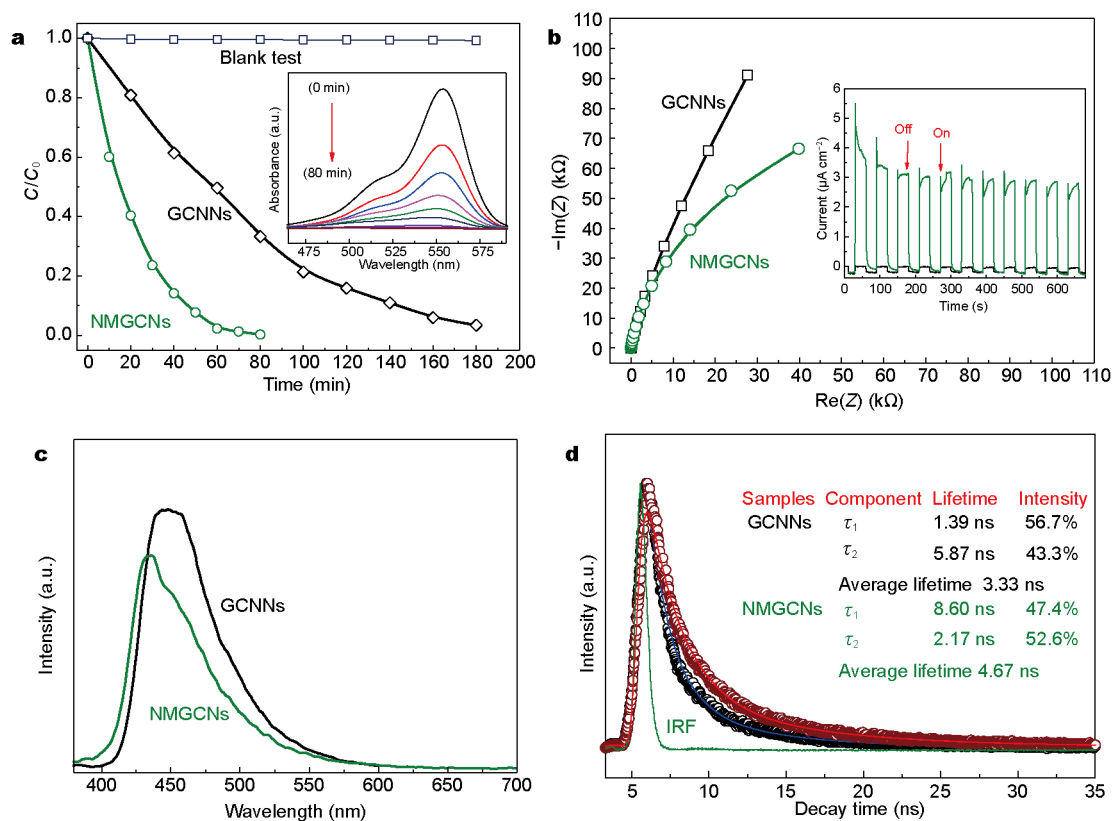 a
1.0
0.8
0.6
0.4
0.2
0.0
C/C0
Blank test
GCNNs
NMGCNs
0 20 40 60 80 100 120 140 160 180 200
Time (min)
(0 min)
(80 min)
Absorbance (a.u.)
475 500 525 550 575
Wavelength (nm)
b
110
100
90
80
70
60
50
40
30
20
10
0
−Im(Z) (kΩ)
GCNNs
NMGCNs
0 10 20 30 40 50 60 70 80 90 100 110
Re(Z) (kΩ)
6
5
4
3
2
1
0
Current (μA cm−2)
Off
On
0 100 200 300 400 500 600
Time (s)
c
Intensity (a.u.)
GCNNs
NMGCNs
400 450 500 550 600 650 700
Wavelength (nm)
d
Intensity (a.u.)
Samples Component Lifetime Intensity
GCNNs τ1 1.39 ns 56.7%
τ2 5.87 ns 43.3%
Average lifetime 3.33 ns
NMGCNs τ1 8.60 ns 47.4%
τ2 2.17 ns 52.6%
Average lifetime 4.67 ns
IRF
5 10 15 20 25 30 35
Decay time (ns)